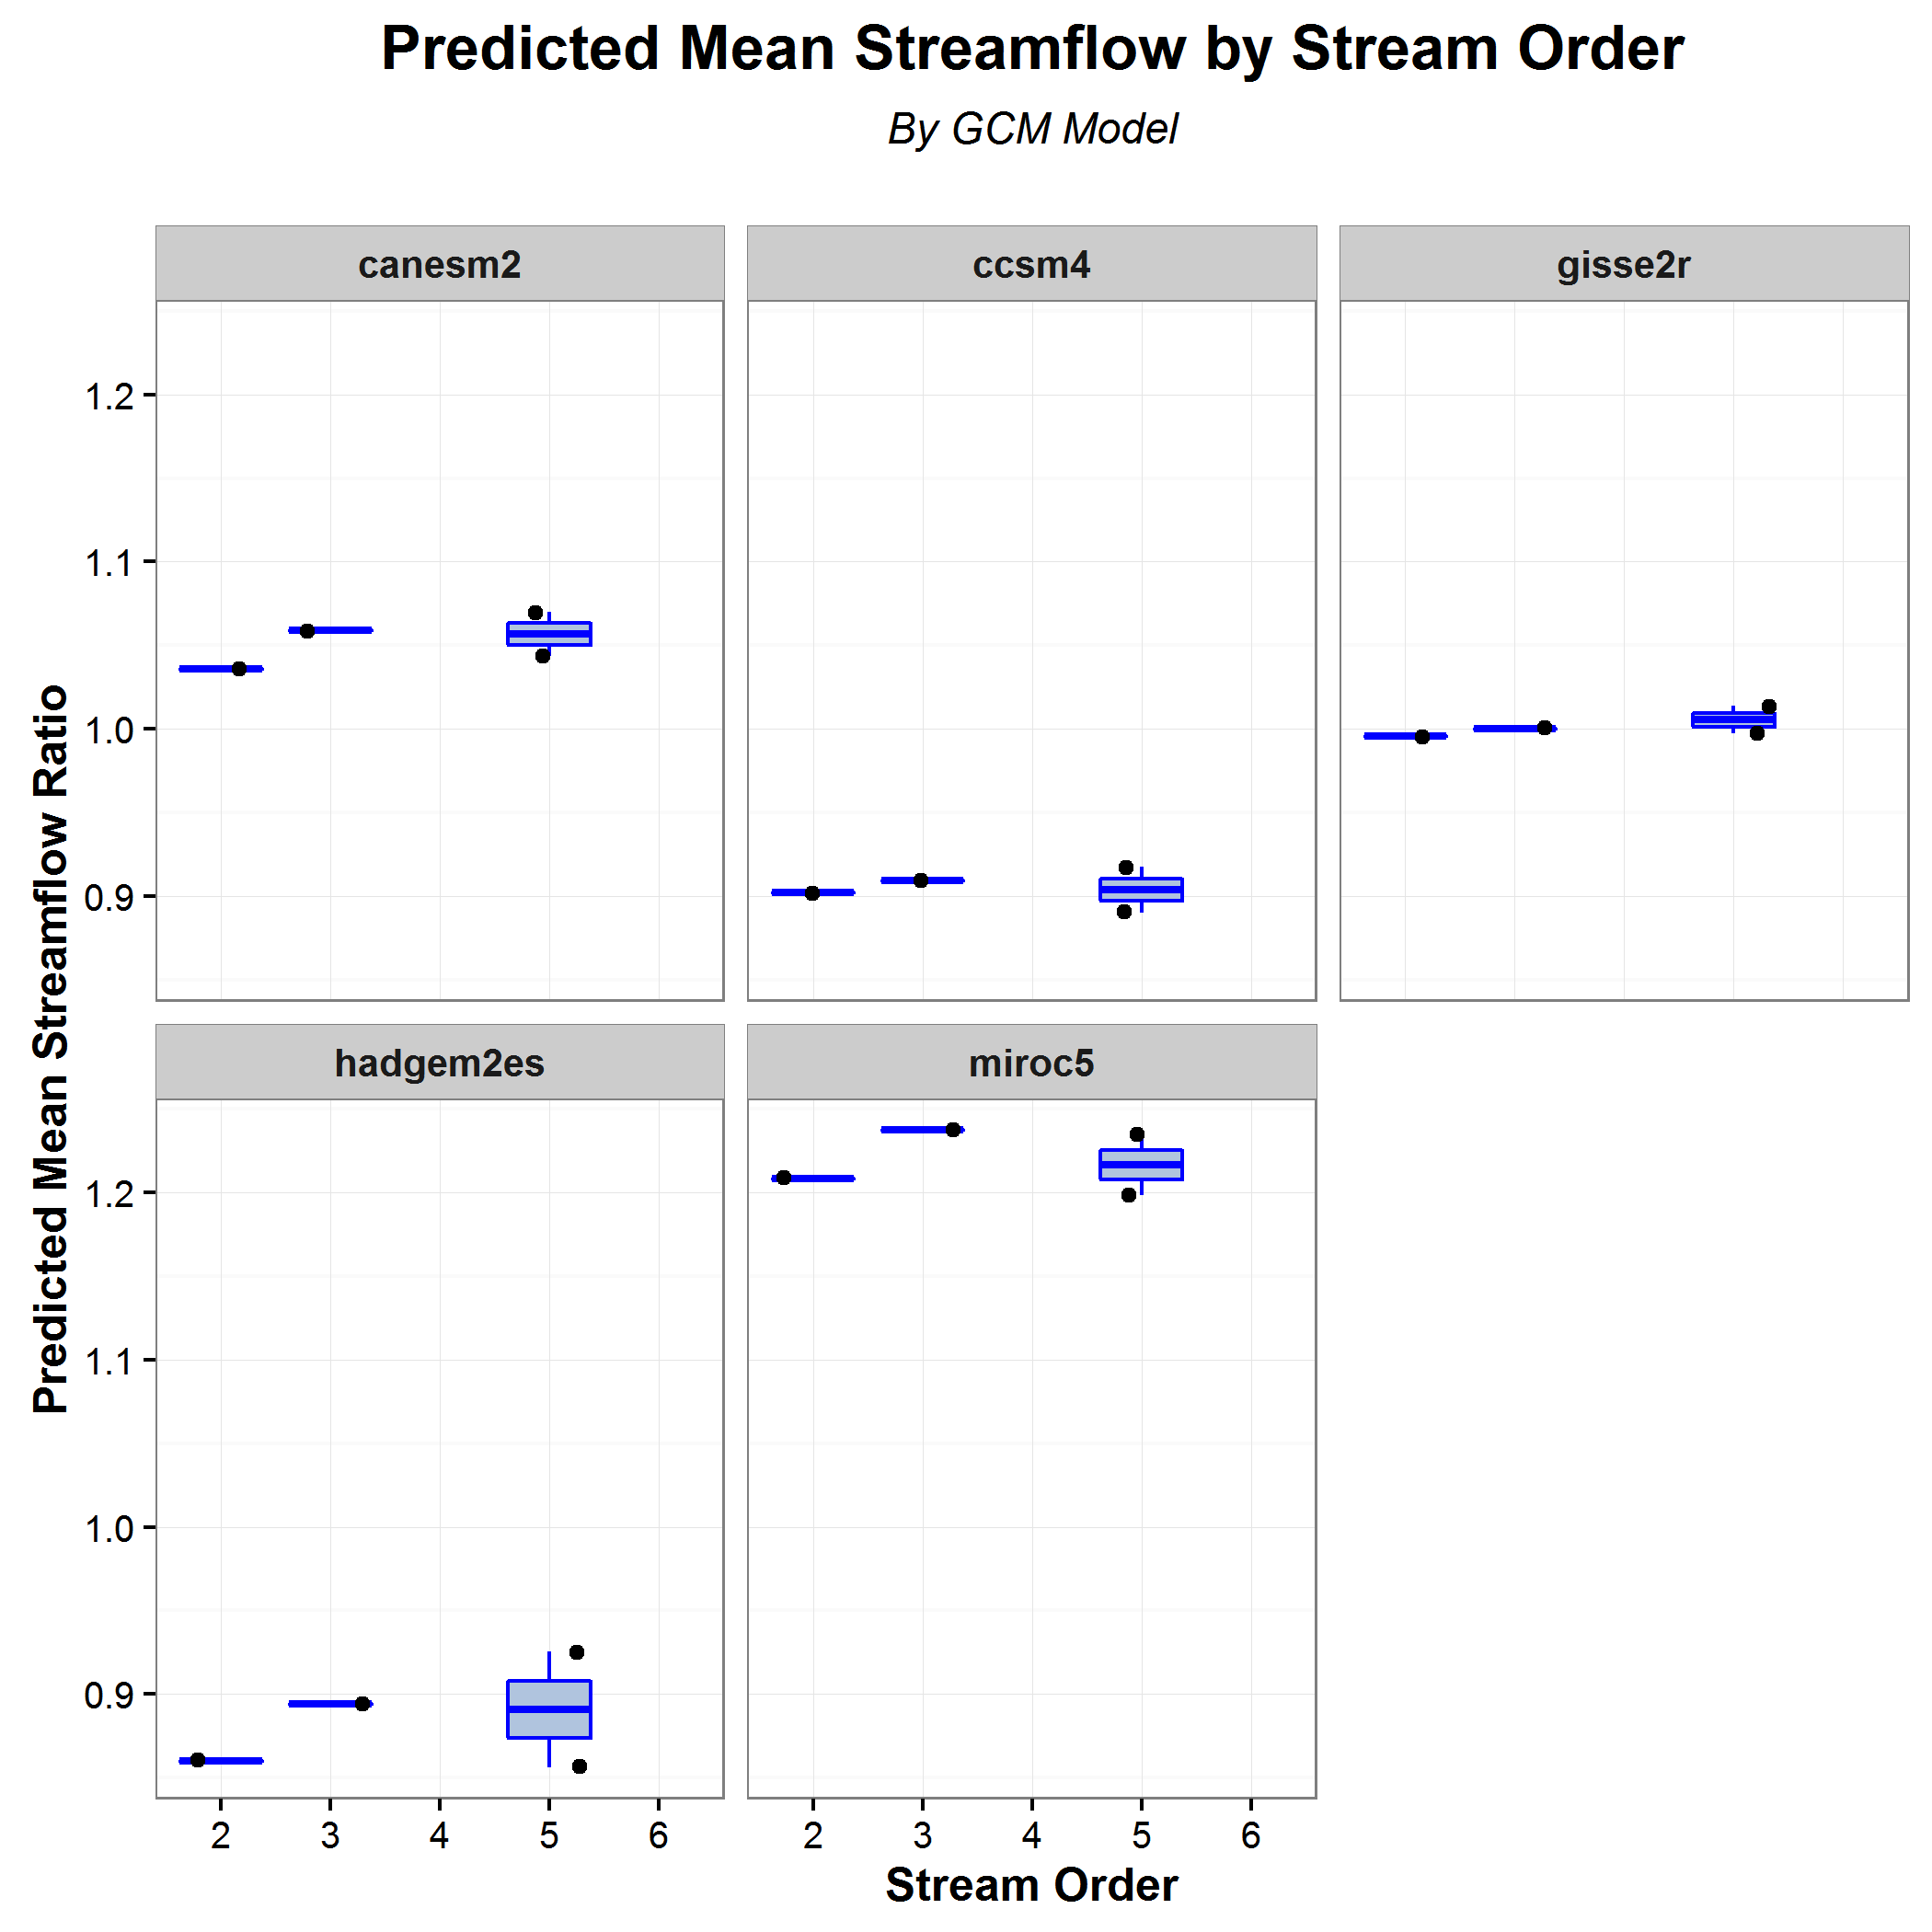 Predicted Mean Streamflow by Stream Order
By GCM Model
canesm2
ccsm4
gisse2r
1.2
1.1
1.0
0.9
Predicted Mean Streamflow Ratio
hadgem2es
miroc5
1.2
1.1
1.0
0.9
2 3 4 5 6
2 3 4 5 6
Stream Order